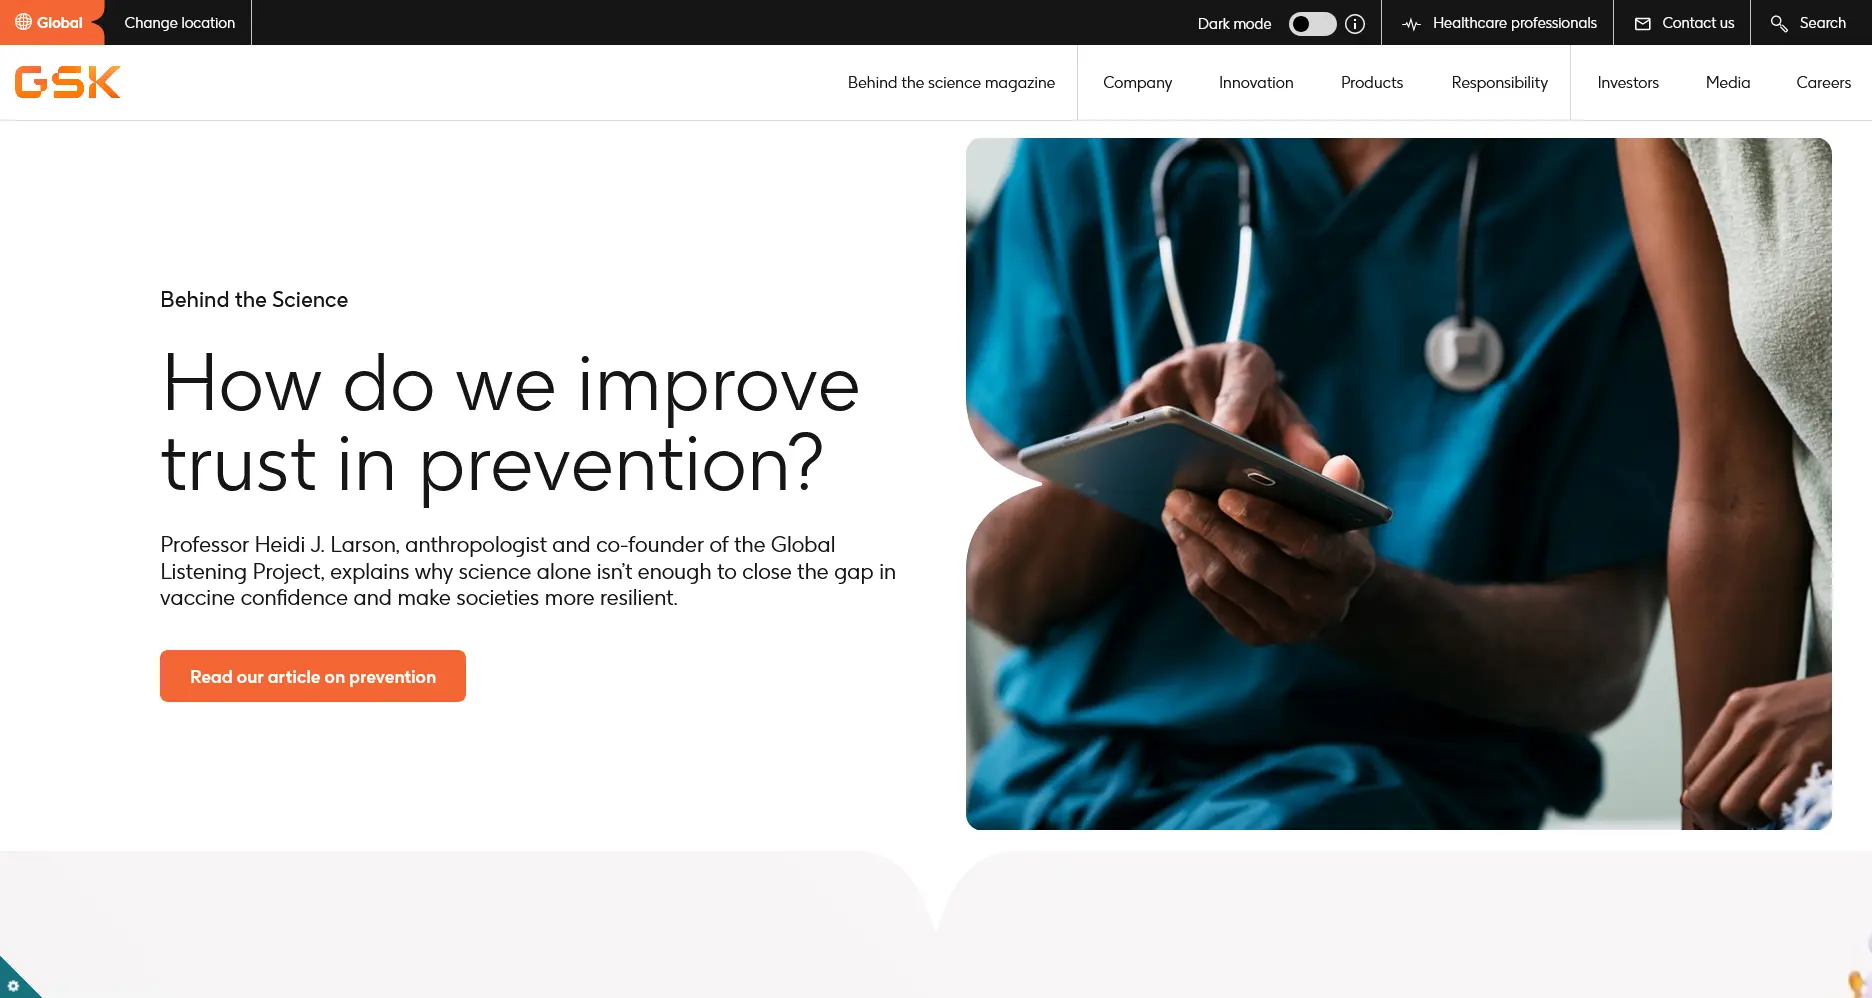 Global
Change location
Dark mode
Healthcare professionals
Contact us
Search
GSK
Behind the science magazine
Company
Innovation
Products
Responsibility
Investors
Media
Careers
Behind the Science
How do we improve
trust in prevention?
Professor Heidi J. Larson, anthropologist and co-founder of the Global
Listening Project, explains why science alone isn't enough to close the gap in
vaccine confidence and make societies more resilient.
Read our article on prevention